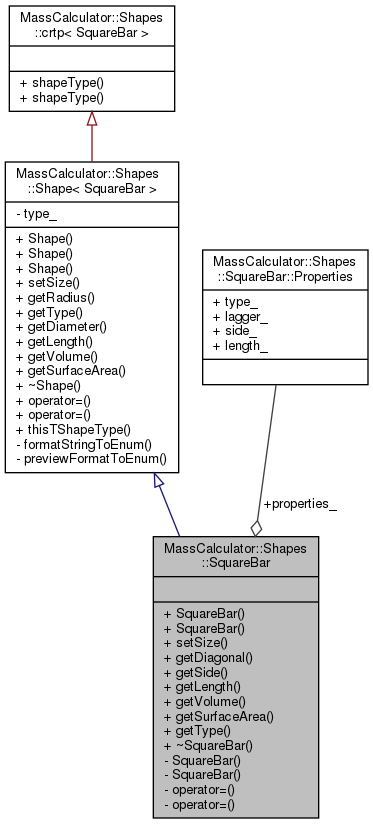 MassCalculator::Shapes
::crtp< SquareBar >
+ shapeType()
+ shapeType()
MassCalculator::Shapes
::Shape< SquareBar >
- type_
+ Shape()
+ Shape()
+ Shape()
+ setSize()
+ getRadius()
+ getType()
+ getDiameter()
+ getLength()
+ getVolume()
+ getSurfaceArea()
+ ~Shape()
+ operator=()
+ operator=()
+ thisTShapeType()
- formatStringToEnum()
- previewFormatToEnum()
MassCalculator::Shapes
::SquareBar::Properties
+ type_
+ lagger_
+ side_
+ length_
+properties_
MassCalculator::Shapes
::SquareBar
+ SquareBar()
+ SquareBar()
+ setSize()
+ getDiagonal()
+ getSide()
+ getLength()
+ getVolume()
+ getSurfaceArea()
+ getType()
+ ~SquareBar()
- SquareBar()
- SquareBar()
- operator=()
- operator=()